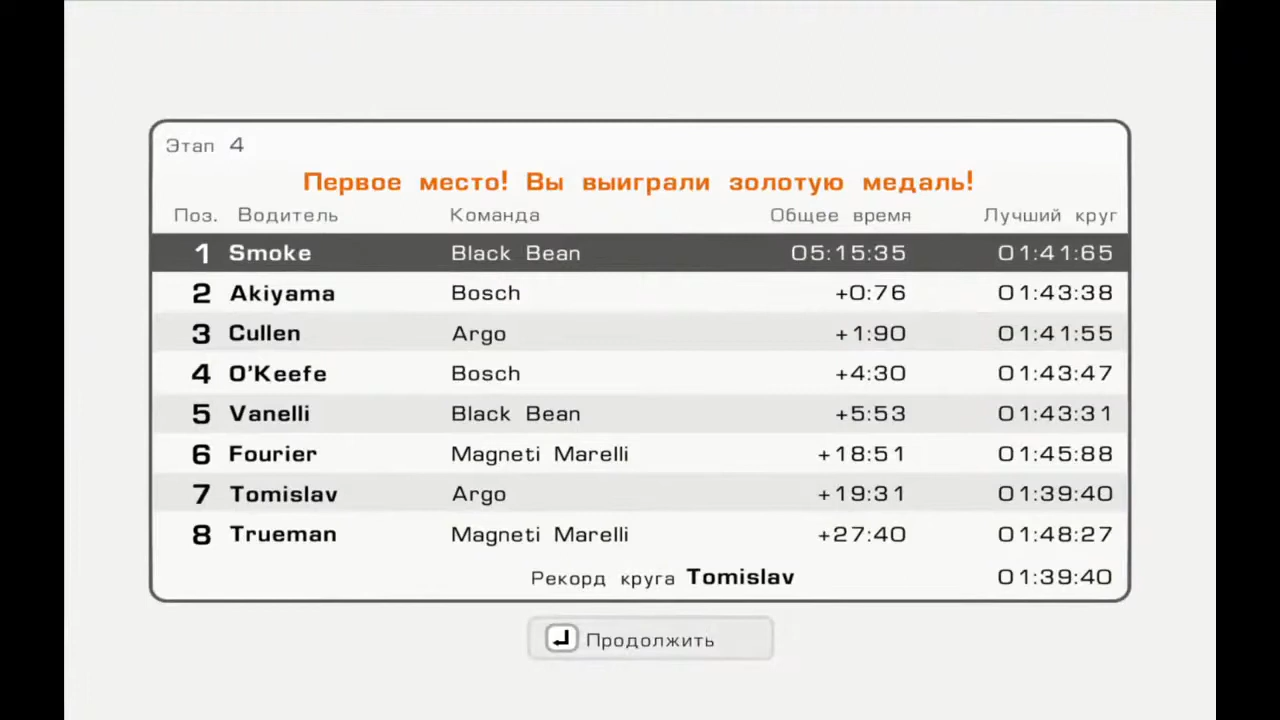 Этап 4
Первое место! Вы выиграли золотую медаль!
Поз. Водитель Команда Общее время Лучший круг
1 Smoke Black Bean 05:15:35 01:41:65
2 Akiyama Bosch +0:76 01:43:38
3 Cullen Argo +1:90 01:41:55
4 O'Keefe Bosch +4:30 01:43:47
5 Vanelli Black Bean +5:53 01:43:31
6 Fourier Magneti Marelli +18:51 01:45:88
7 Tomislav Argo +19:31 01:39:40
8 Trueman Magneti Marelli +27:40 01:48:27
Рекорд круга Tomislav 01:39:40
Продолжить